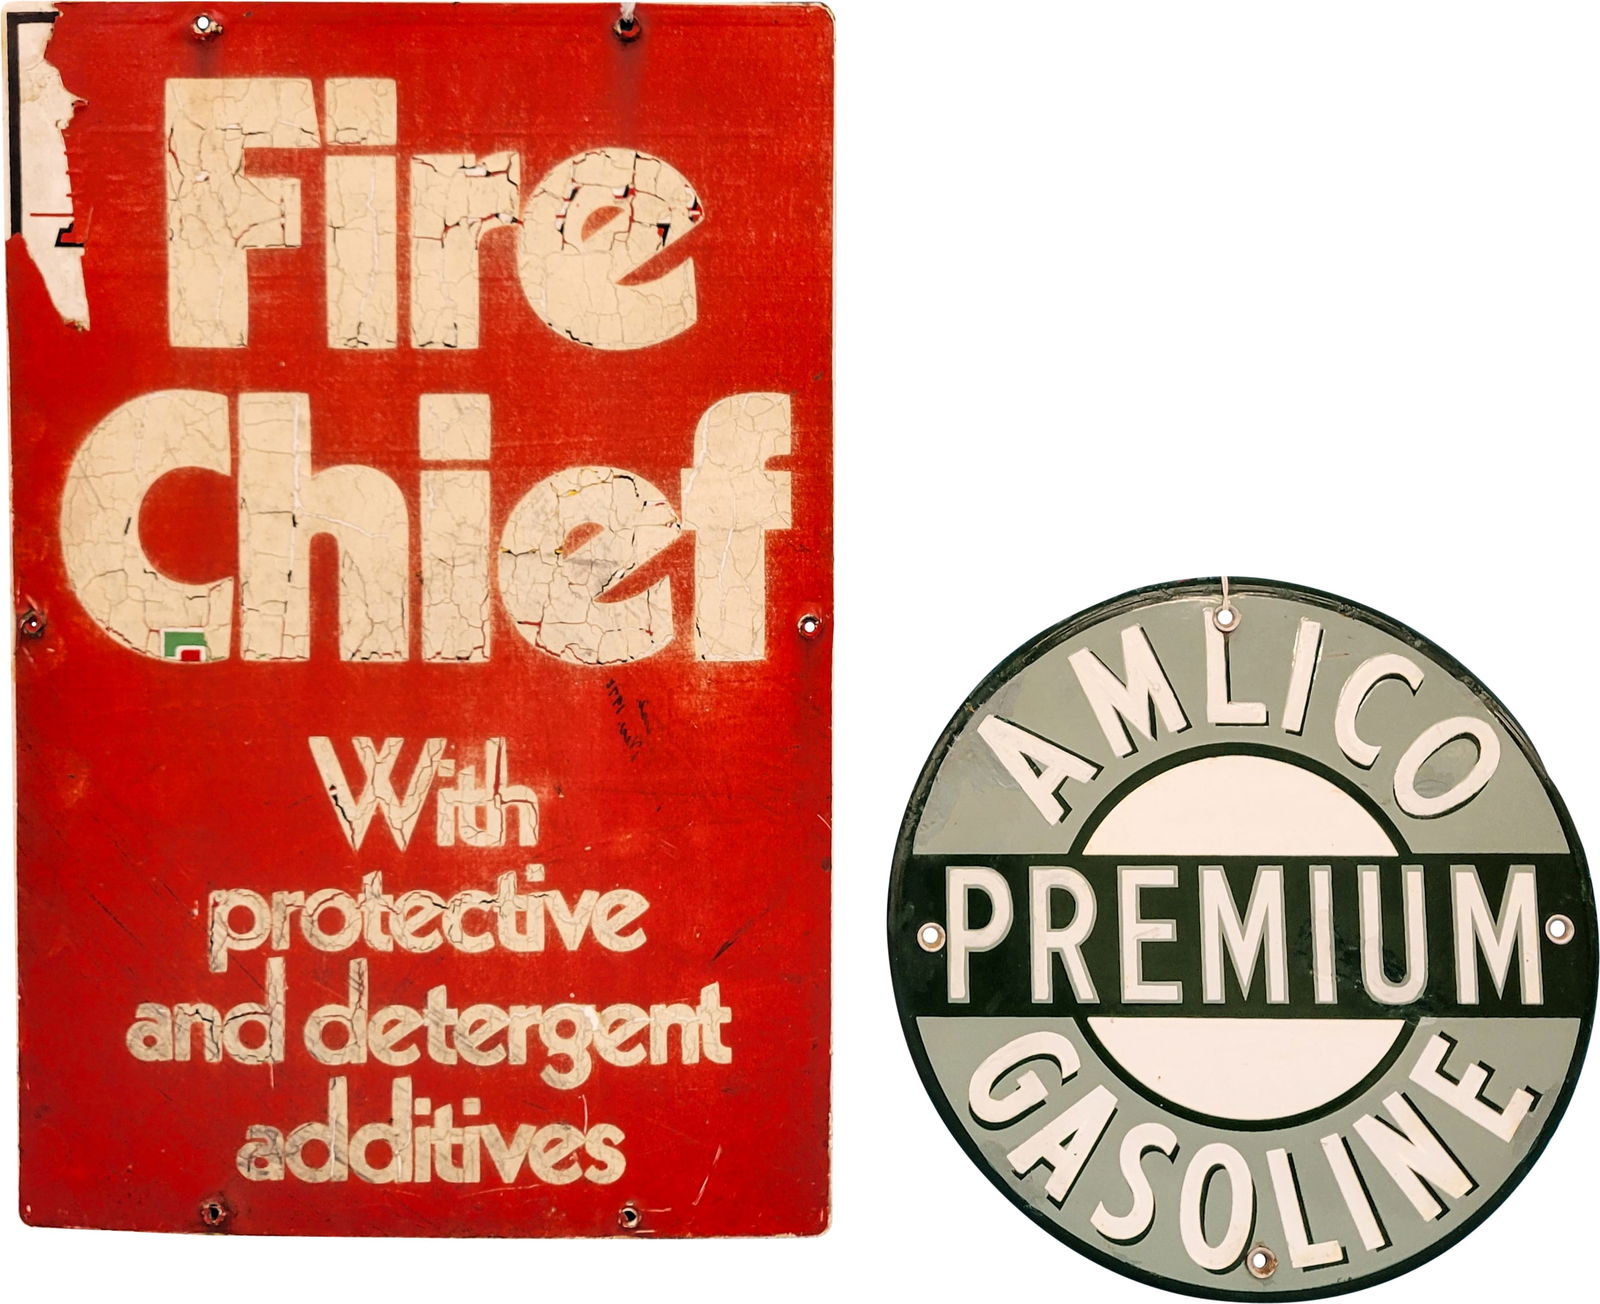 Fire
Chief
With
protective
and detergent
additives
AMLICO
PREMIUM
GASOLINE